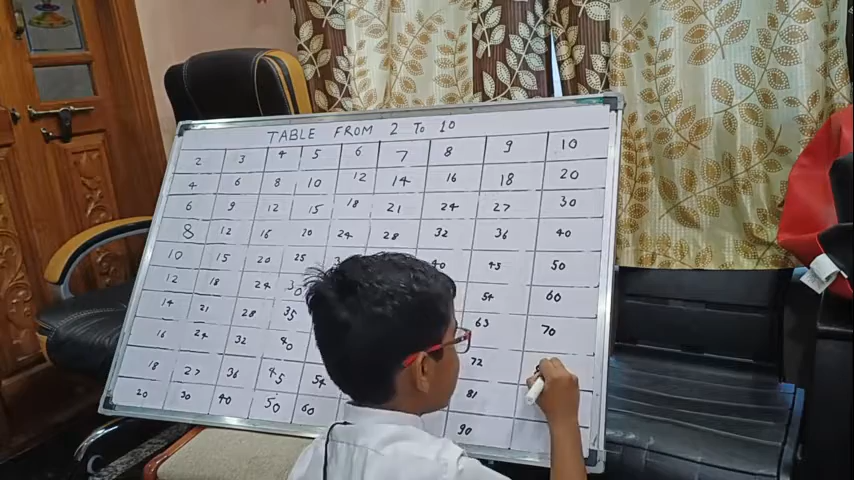 TABLE FROM 2 TO 10
2 3 4 5 6 7 8 9 10
4 6 8 10 12 14 16 18 20
6 9 12 15 18 21 24 27 30
8 12 16 20 24 28 32 36 40
10 15 20 25 45 50
12 18 24 54 60
14 21 28 35 63 70
16 24 32 40 72
18 27 36 45 81
20 30 40 50 60 90